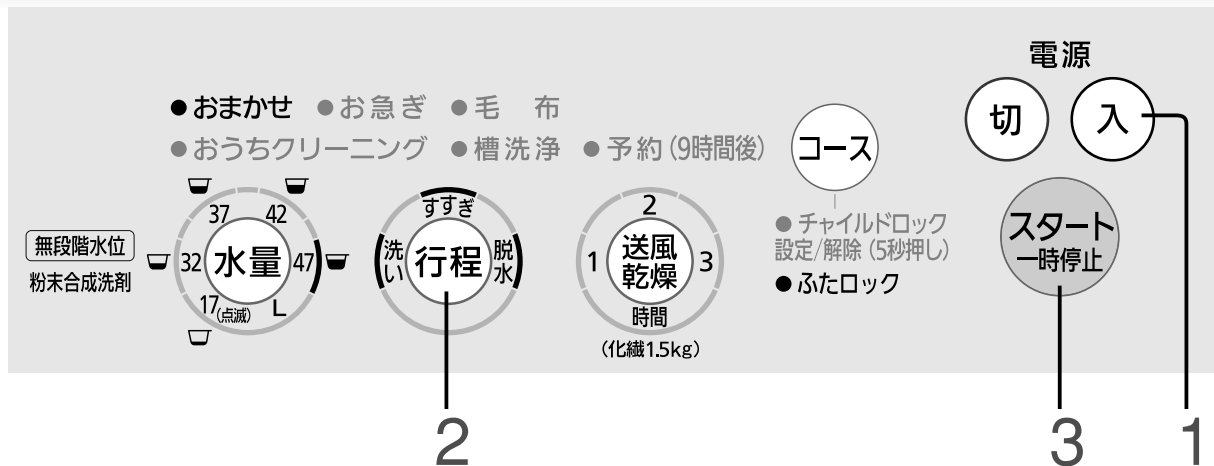 電源
切 入
●おまかせ ●お急ぎ ●毛 布
●おうちクリーニング ●槽洗浄 ●予約(9時間後)
コース
●チャイルドロック
設定/解除(5秒押し)
●ふたロック
スタート
一時停止
無段階水位
粉末合成洗剤
37 42
32 水量 47
17(点滅) L
すすぎ
洗い 行程 脱水
2
1 送風乾燥 3
時間
(化繊1.5kg)
2 3 1